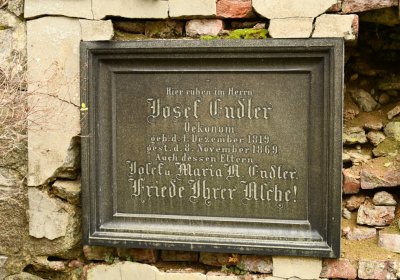 Hier ruhen im Herrn
Josef Endler
Oekonom
geb. d. 4. Dezember 1819
gest. d. 8. November 1869
Auch dessen Eltern
Josef u. Maria A. Endler.
Friede Ihrer Asche!